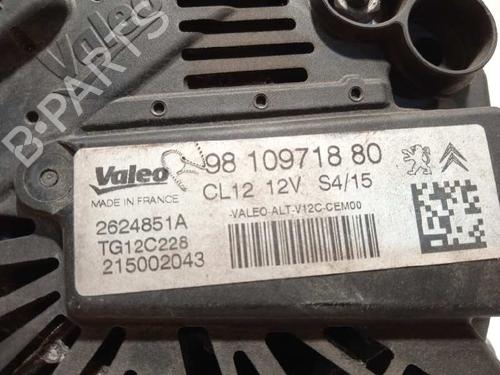 Valeo
B-PARTS
Valeo
98 109718 80
MADE IN FRANCE
CL12 12V S4/15
2624851A
-VALEO-ALT-V12C-CEM00
TG12C228
215002043